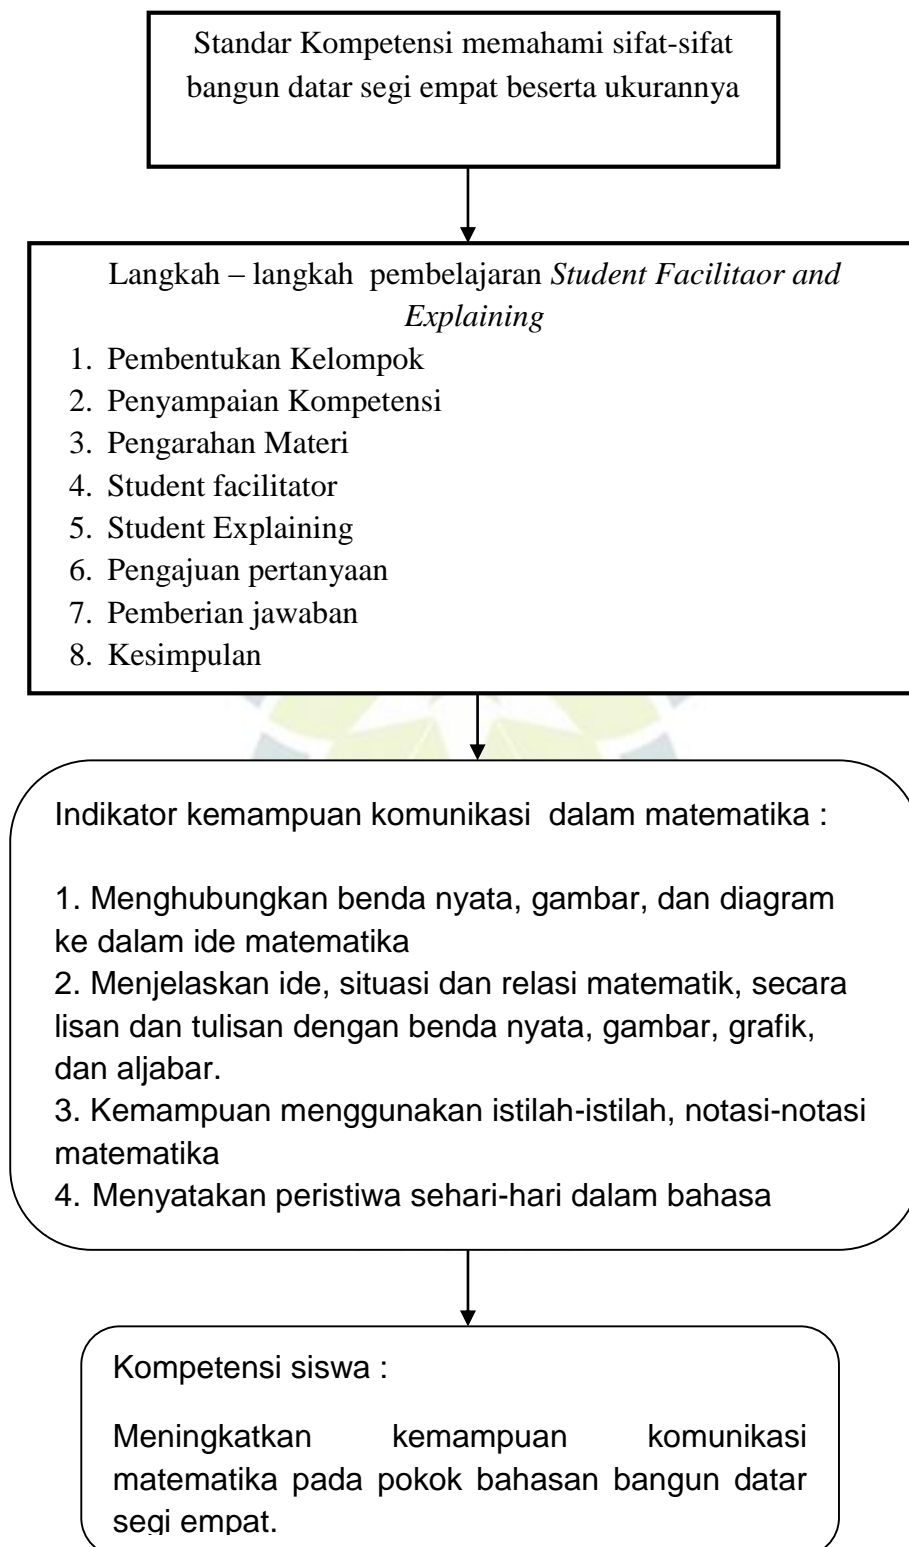 Standar Kompetensi memahami sifat-sifat
bangun datar segi empat beserta ukurannya
Langkah – langkah pembelajaran Student Facilitaor and
Explaining
1. Pembentukan Kelompok
2. Penyampaian Kompetensi
3. Pengarahan Materi
4. Student facilitator
5. Student Explaining
6. Pengajuan pertanyaan
7. Pemberian jawaban
8. Kesimpulan
Indikator kemampuan komunikasi dalam matematika :
1. Menghubungkan benda nyata, gambar, dan diagram
ke dalam ide matematika
2. Menjelaskan ide, situasi dan relasi matematik, secara
lisan dan tulisan dengan benda nyata, gambar, grafik,
dan aljabar.
3. Kemampuan menggunakan istilah-istilah, notasi-notasi
matematika
4. Menyatakan peristiwa sehari-hari dalam bahasa
Kompetensi siswa :
Meningkatkan kemampuan komunikasi
matematika pada pokok bahasan bangun datar
segi empat.